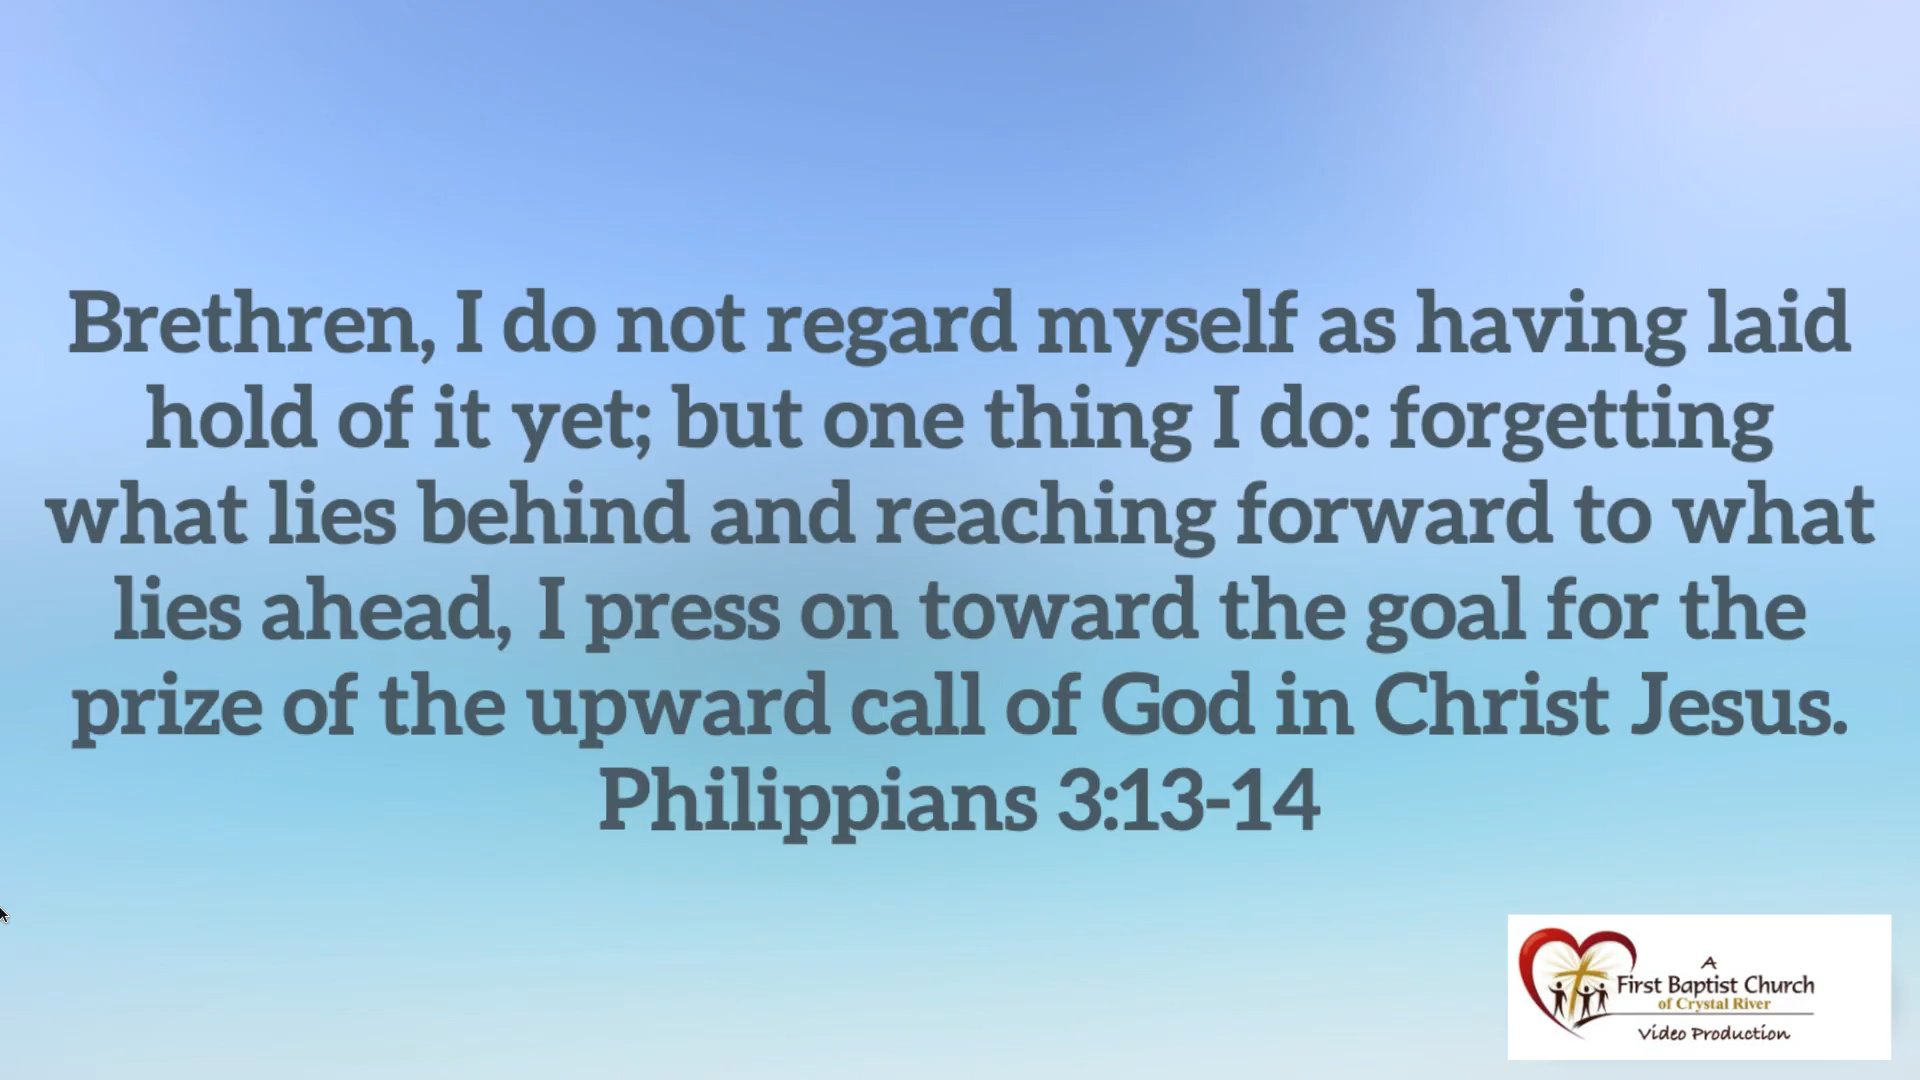 Brethren, I do not regard myself as having laid
hold of it yet; but one thing I do: forgetting
what lies behind and reaching forward to what
lies ahead, I press on toward the goal for the
prize of the upward call of God in Christ Jesus.
Philippians 3:13-14
A
First Baptist Church
of Crystal River
Video Production